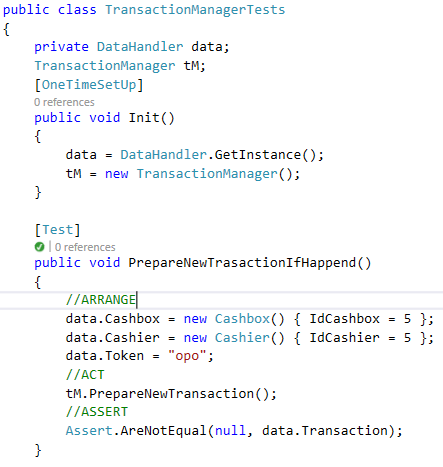 public class TransactionManagerTests
{
    private DataHandler data;
    TransactionManager tM;
    [OneTimeSetUp]
    0 references
    public void Init()
    {
        data = DataHandler.GetInstance();
        tM = new TransactionManager();
    }

    [Test]
    | 0 references
    public void PrepareNewTrasactionIfHappend()
    {
        //ARRANGE
        data.Cashbox = new Cashbox() { IdCashbox = 5 };
        data.Cashier = new Cashier() { IdCashier = 5 };
        data.Token = "opo";
        //ACT
        tM.PrepareNewTransaction();
        //ASSERT
        Assert.AreNotEqual(null, data.Transaction);
    }